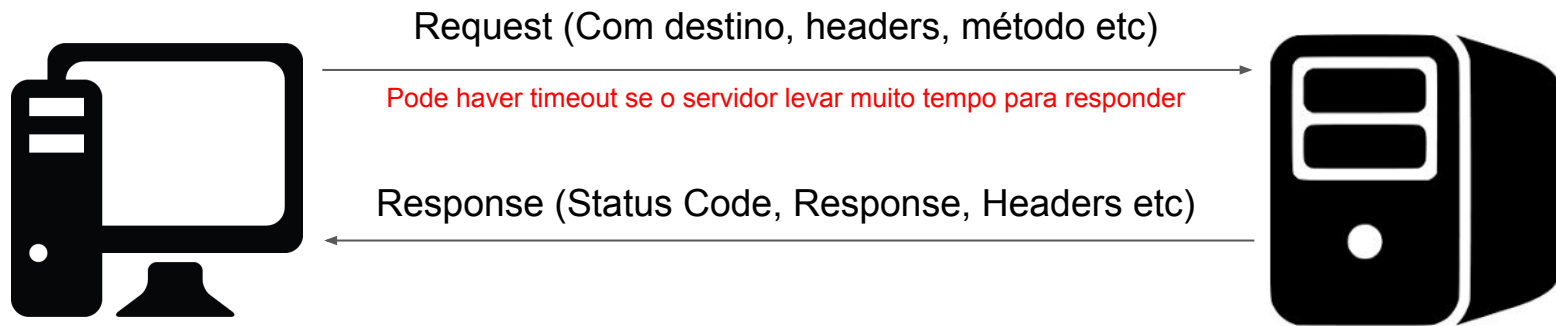 Request (Com destino, headers, método etc)
Pode haver timeout se o servidor levar muito tempo para responder
Response (Status Code, Response, Headers etc)